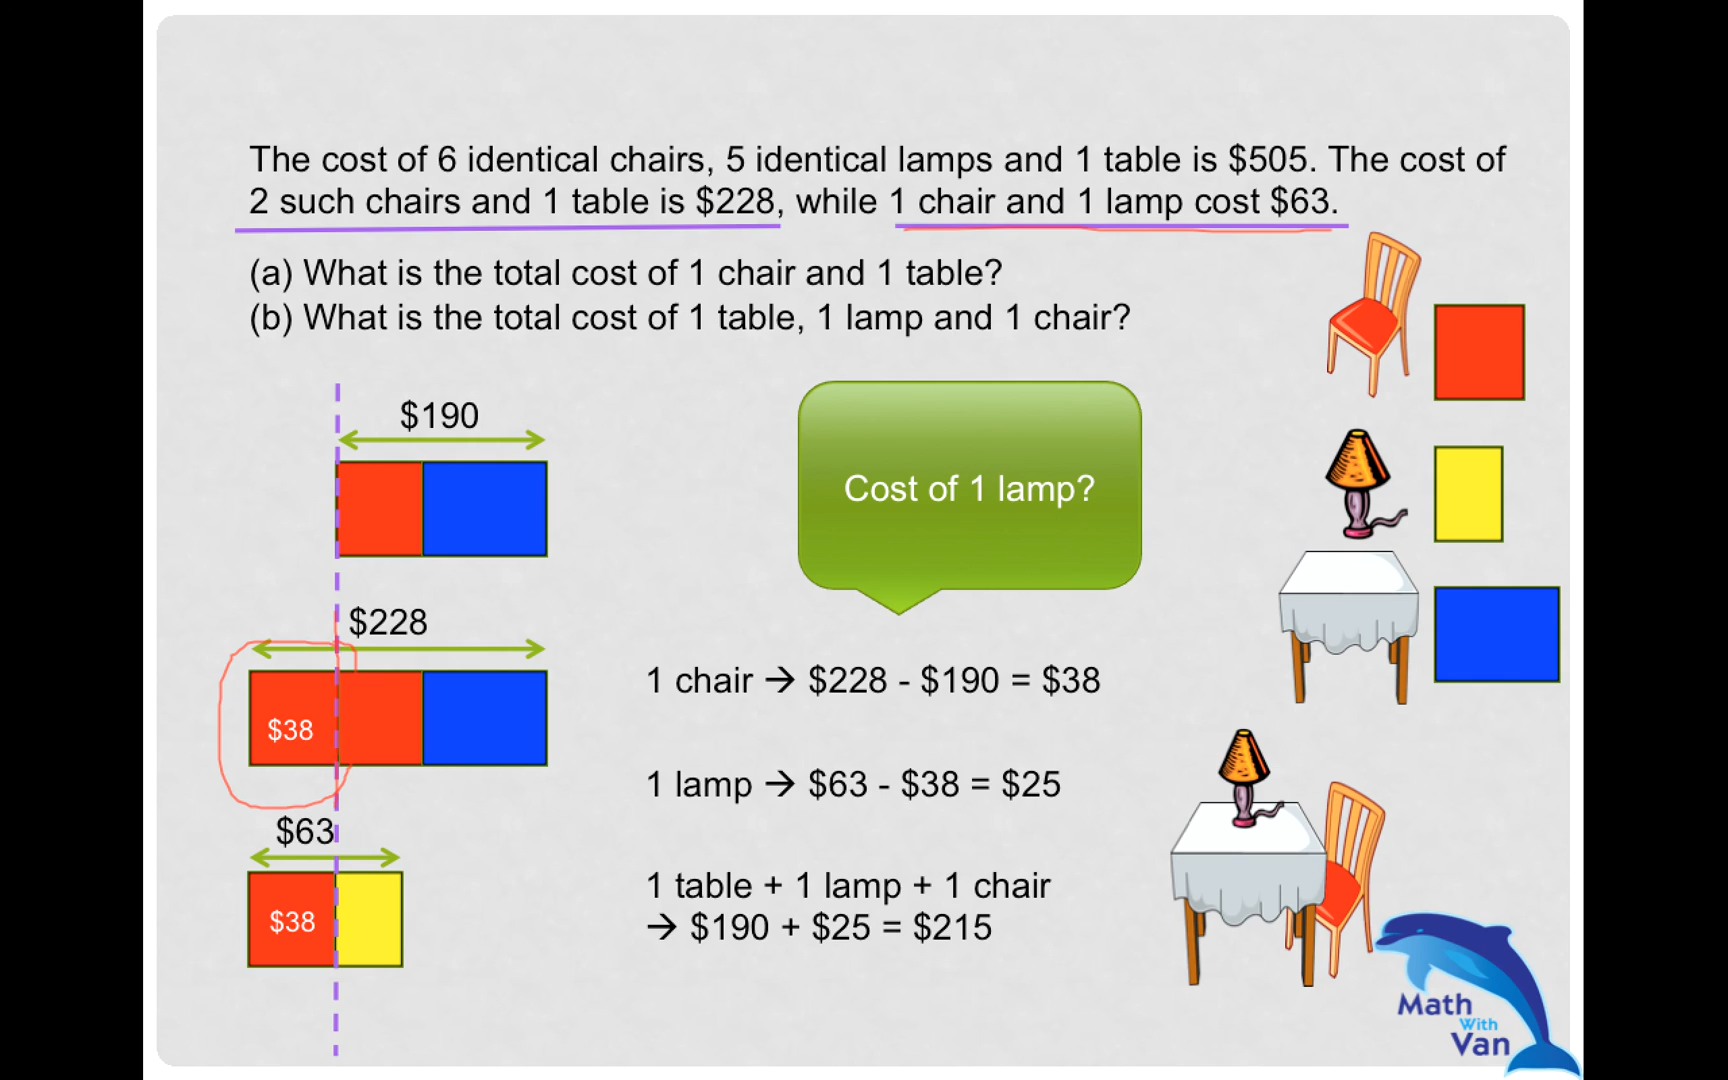 The cost of 6 identical chairs, 5 identical lamps and 1 table is $505. The cost of
2 such chairs and 1 table is $228, while 1 chair and 1 lamp cost $63.
(a) What is the total cost of 1 chair and 1 table?
(b) What is the total cost of 1 table, 1 lamp and 1 chair?
$190
Cost of 1 lamp?
$228
$38
1 chair → $228 - $190 = $38
1 lamp → $63 - $38 = $25
$63
$38
1 table + 1 lamp + 1 chair
→ $190 + $25 = $215
Math
With
Van